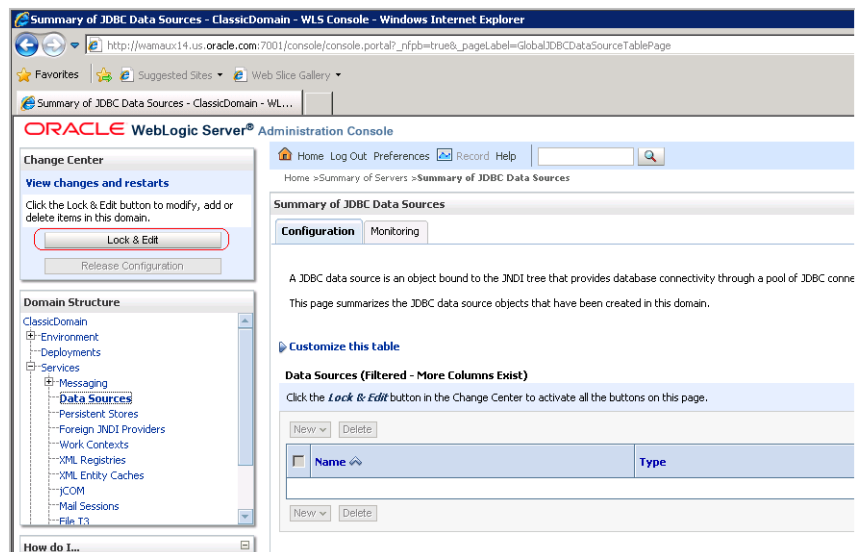 Summary of JDBC Data Sources - ClassicDomain - WLS Console - Windows Internet Explorer
http://wamaux14.us.oracle.com:7001/console/console.portal?_nfpb=true&_pageLabel=GlobalJDBCDataSourceTablePage
Favorites Suggested Sites Web Slice Gallery
Summary of JDBC Data Sources - ClassicDomain - WL...
ORACLE WebLogic Server® Administration Console
Change Center
View changes and restarts
Click the Lock & Edit button to modify, add or
delete items in this domain.
Lock & Edit
Release Configuration
Domain Structure
ClassicDomain
Environment
Deployments
Services
Messaging
Data Sources
Persistent Stores
Foreign JNDI Providers
Work Contexts
XML Registries
XML Entity Caches
jCOM
Mail Sessions
File T3
How do I...
Home Log Out Preferences Record Help
Home >Summary of Servers >Summary of JDBC Data Sources
Summary of JDBC Data Sources
Configuration Monitoring
A JDBC data source is an object bound to the JNDI tree that provides database connectivity through a pool of JDBC conne
This page summarizes the JDBC data source objects that have been created in this domain.
Customize this table
Data Sources (Filtered - More Columns Exist)
Click the Lock & Edit button in the Change Center to activate all the buttons on this page.
New Delete
Name Type
New Delete